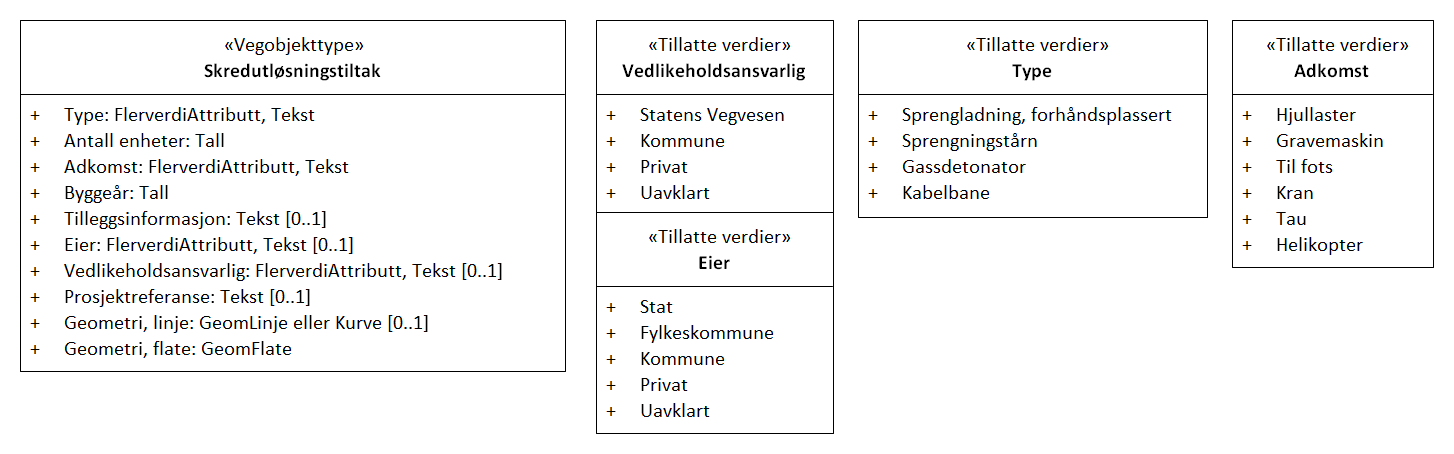 «Vegobjekttype»
Skredutløsningstiltak
+ Type: FlerverdiAttributt, Tekst
+ Antall enheter: Tall
+ Adkomst: FlerverdiAttributt, Tekst
+ Byggeår: Tall
+ Tilleggsinformasjon: Tekst [0..1]
+ Eier: FlerverdiAttributt, Tekst [0..1]
+ Vedlikeholdsansvarlig: FlerverdiAttributt, Tekst [0..1]
+ Prosjektreferanse: Tekst [0..1]
+ Geometri, linje: GeomLinje eller Kurve [0..1]
+ Geometri, flate: GeomFlate
«Tillatte verdier»
Vedlikeholdsansvarlig
+ Statens Vegvesen
+ Kommune
+ Privat
+ Uavklart
«Tillatte verdier»
Eier
+ Stat
+ Fylkeskommune
+ Kommune
+ Privat
+ Uavklart
«Tillatte verdier»
Type
+ Sprengladning, forhåndsplassert
+ Sprengningstårn
+ Gassdetonator
+ Kabelbane
«Tillatte verdier»
Adkomst
+ Hjullaster
+ Gravemaskin
+ Til fots
+ Kran
+ Tau
+ Helikopter